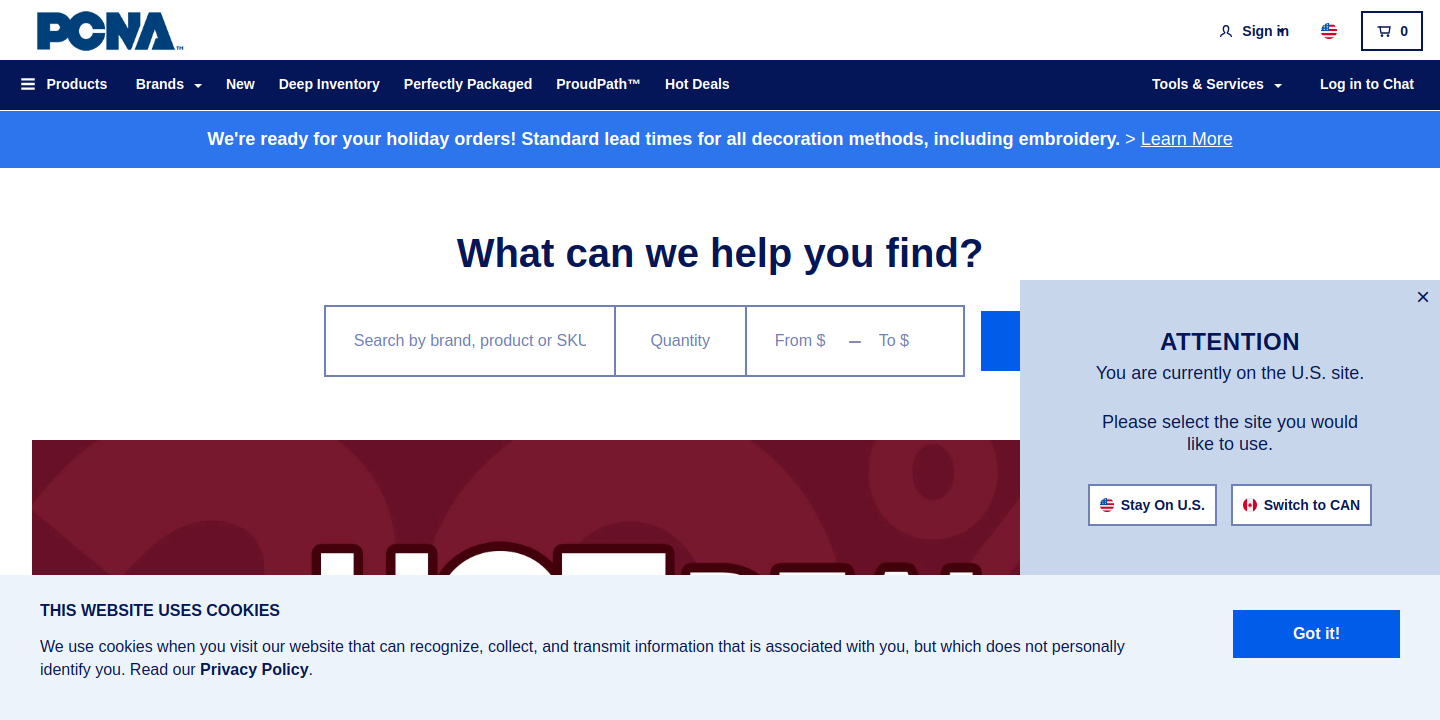 PCNA™
Sign in
0
Products
Brands
New
Deep Inventory
Perfectly Packaged
ProudPath™
Hot Deals
Tools & Services
Log in to Chat
We're ready for your holiday orders! Standard lead times for all decoration methods, including embroidery. > Learn More
What can we help you find?
Search by brand, product or SKU
Quantity
From $ – To $
×
ATTENTION
You are currently on the U.S. site.
Please select the site you would
like to use.
Stay On U.S.
Switch to CAN
HOT DEAL
THIS WEBSITE USES COOKIES
We use cookies when you visit our website that can recognize, collect, and transmit information that is associated with you, but which does not personally
identify you. Read our Privacy Policy.
Got it!